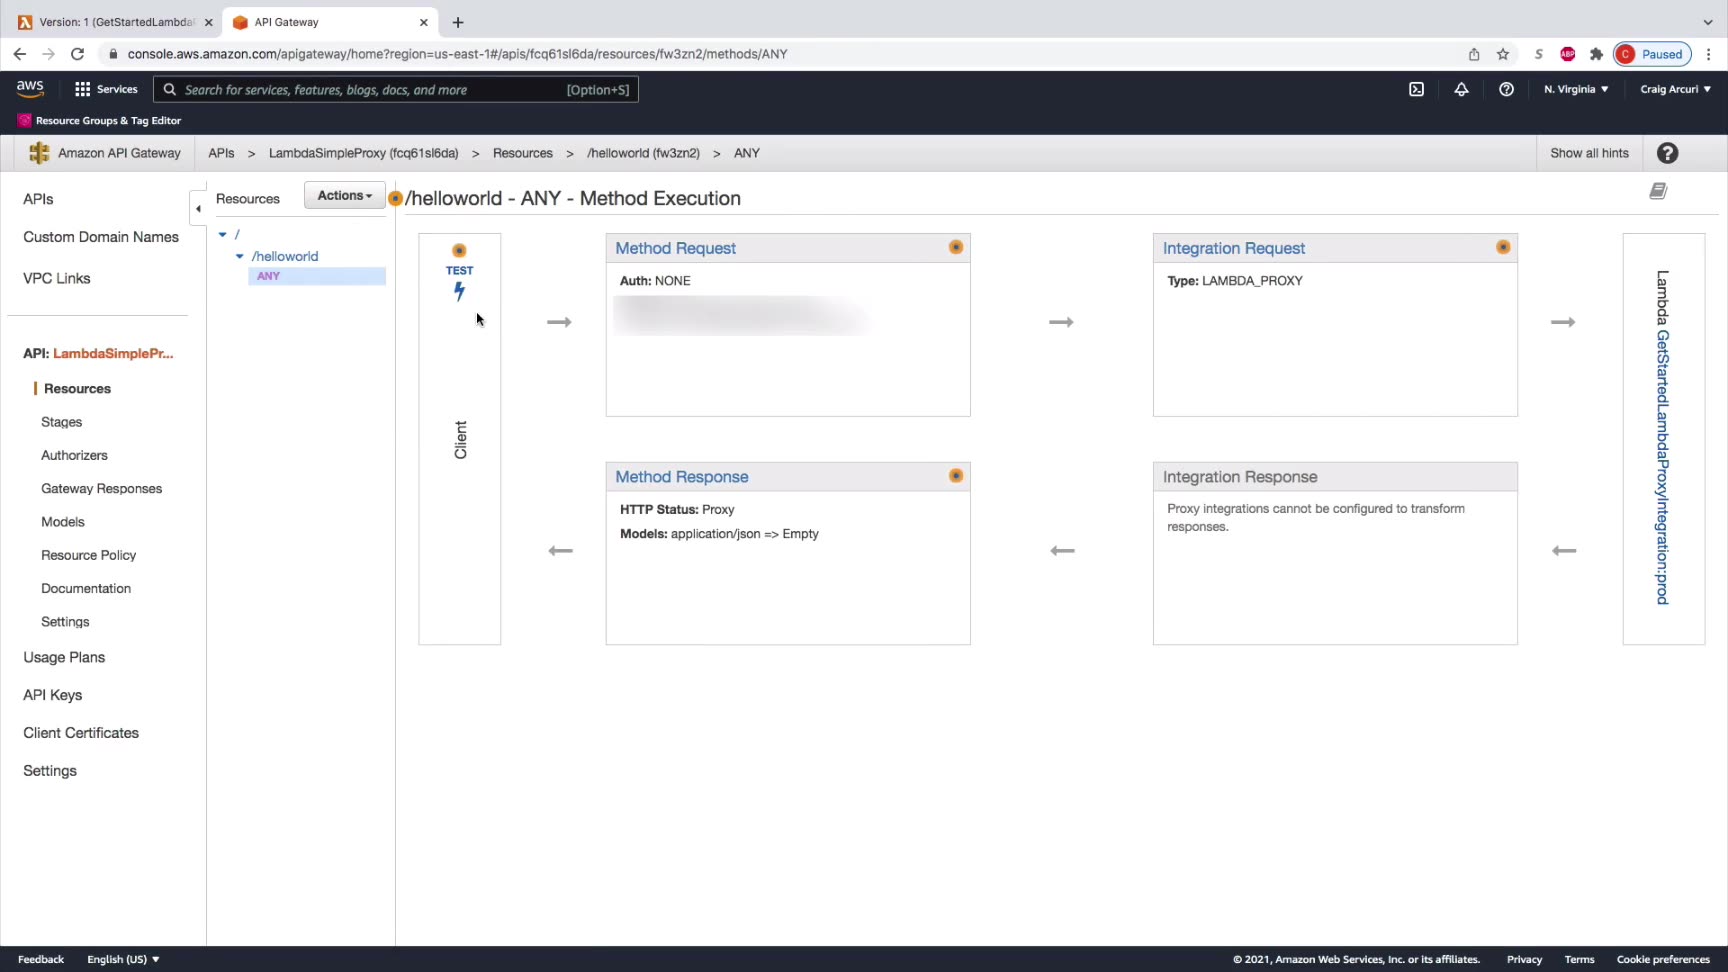 Version: 1 (GetStartedLambda
API Gateway
console.aws.amazon.com/apigateway/home?region=us-east-1#/apis/fcq61sl6da/resources/fw3zn2/methods/ANY
S
ABP
C Paused
aws
Services
Search for services, features, blogs, docs, and more [Option+S]
N. Virginia
Craig Arcuri
Resource Groups & Tag Editor
Amazon API Gateway
APIs > LambdaSimpleProxy (fcq61sl6da) > Resources > /helloworld (fw3zn2) > ANY
Show all hints
APIs
Custom Domain Names
VPC Links
API: LambdaSimplePr...
Resources
Stages
Authorizers
Gateway Responses
Models
Resource Policy
Documentation
Settings
Usage Plans
API Keys
Client Certificates
Settings
Resources
Actions
/
/helloworld
ANY
/helloworld - ANY - Method Execution
TEST
Client
Method Request
Auth: NONE
Integration Request
Type: LAMBDA_PROXY
Method Response
HTTP Status: Proxy
Models: application/json => Empty
Integration Response
Proxy integrations cannot be configured to transform
responses.
Lambda GetStartedLambdaProxyIntegration:prod
Feedback
English (US)
© 2021, Amazon Web Services, Inc. or its affiliates.
Privacy
Terms
Cookie preferences